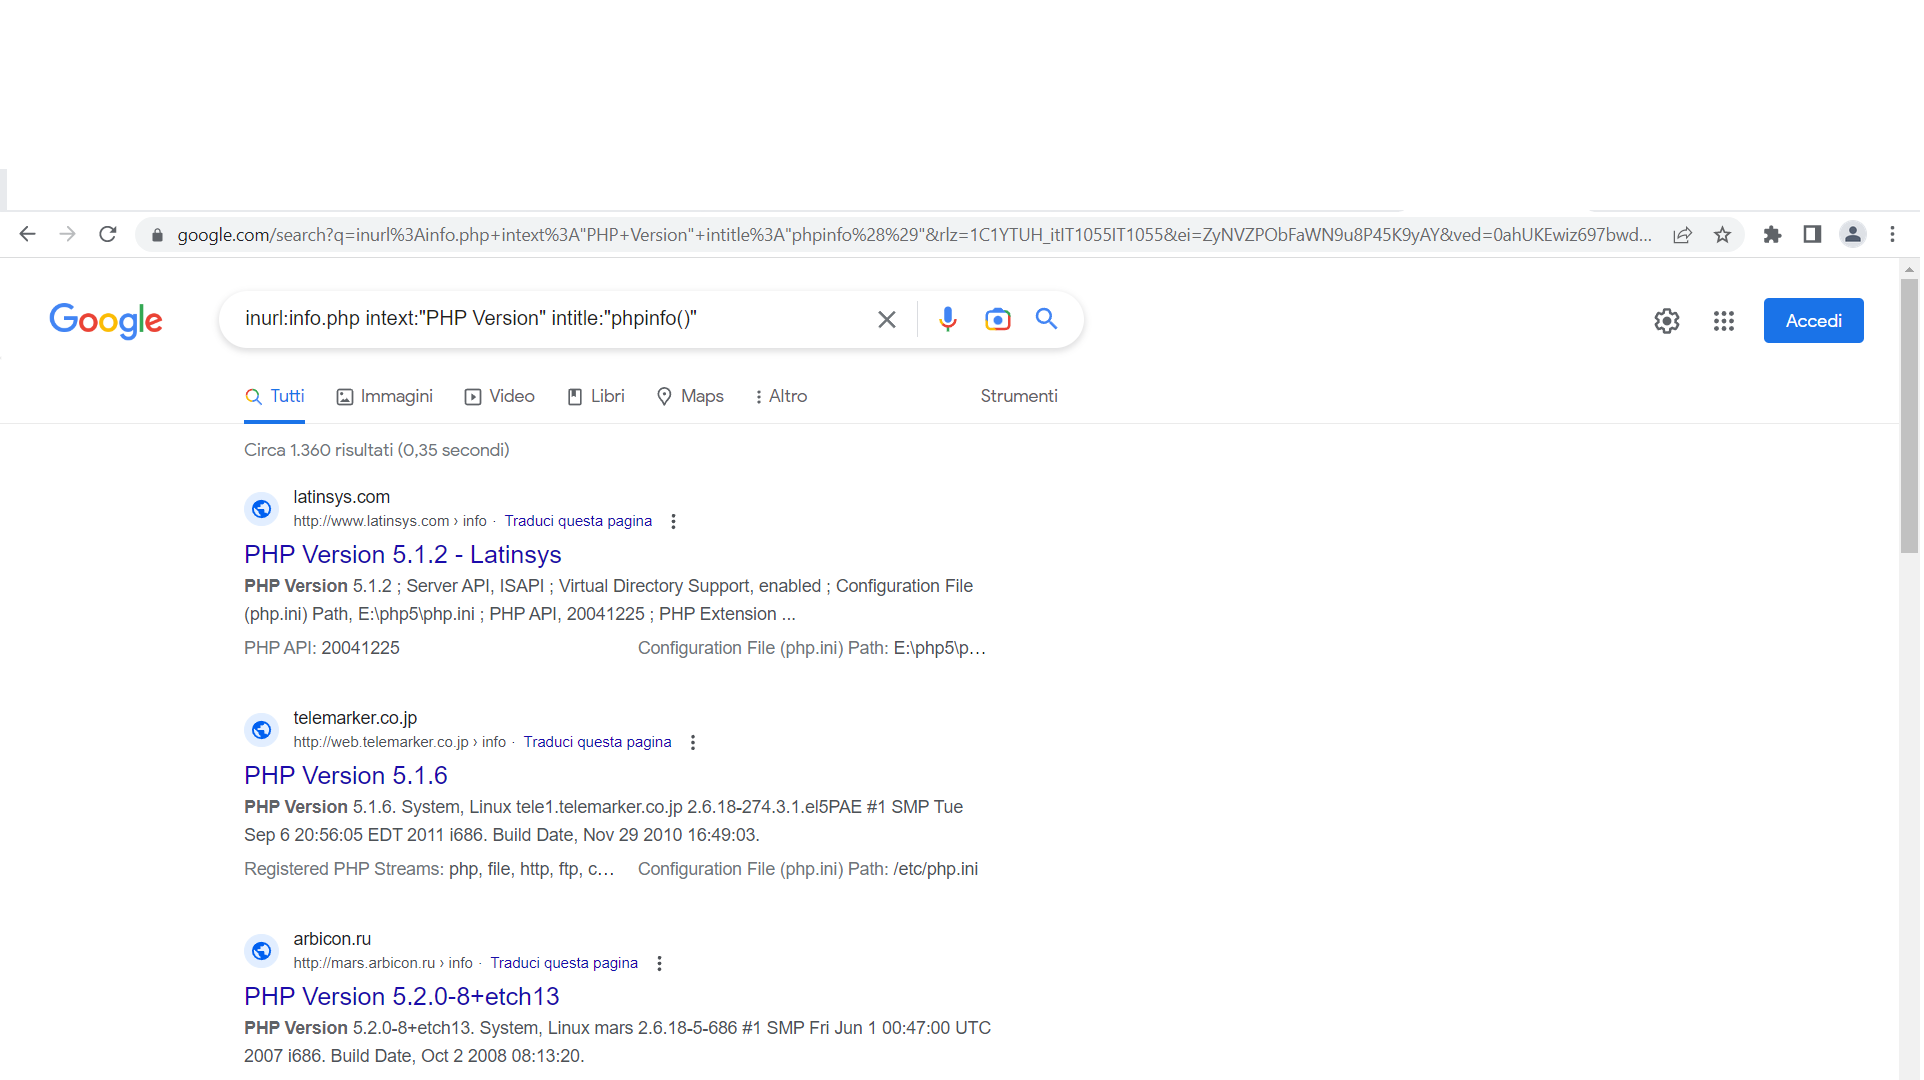 google.com/search?q=inurl%3Ainfo.php+intext%3A"PHP+Version"+intitle%3A"phpinfo%28%29"&rlz=1C1YTUH_itIT1055IT1055&ei=ZyNVZPObFaWN9u8P45K9yAY&ved=0ahUKEwiz697bwd...
Google
inurl:info.php intext:"PHP Version" intitle:"phpinfo()"
Accedi
Tutti Immagini Video Libri Maps Altro Strumenti
Circa 1.360 risultati (0,35 secondi)
latinsys.com
http://www.latinsys.com › info · Traduci questa pagina
PHP Version 5.1.2 - Latinsys
PHP Version 5.1.2 ; Server API, ISAPI ; Virtual Directory Support, enabled ; Configuration File
(php.ini) Path, E:\php5\php.ini ; PHP API, 20041225 ; PHP Extension ...
PHP API: 20041225 Configuration File (php.ini) Path: E:\php5\p...
telemarker.co.jp
http://web.telemarker.co.jp › info · Traduci questa pagina
PHP Version 5.1.6
PHP Version 5.1.6. System, Linux tele1.telemarker.co.jp 2.6.18-274.3.1.el5PAE #1 SMP Tue
Sep 6 20:56:05 EDT 2011 i686. Build Date, Nov 29 2010 16:49:03.
Registered PHP Streams: php, file, http, ftp, c... Configuration File (php.ini) Path: /etc/php.ini
arbicon.ru
http://mars.arbicon.ru › info · Traduci questa pagina
PHP Version 5.2.0-8+etch13
PHP Version 5.2.0-8+etch13. System, Linux mars 2.6.18-5-686 #1 SMP Fri Jun 1 00:47:00 UTC
2007 i686. Build Date, Oct 2 2008 08:13:20.